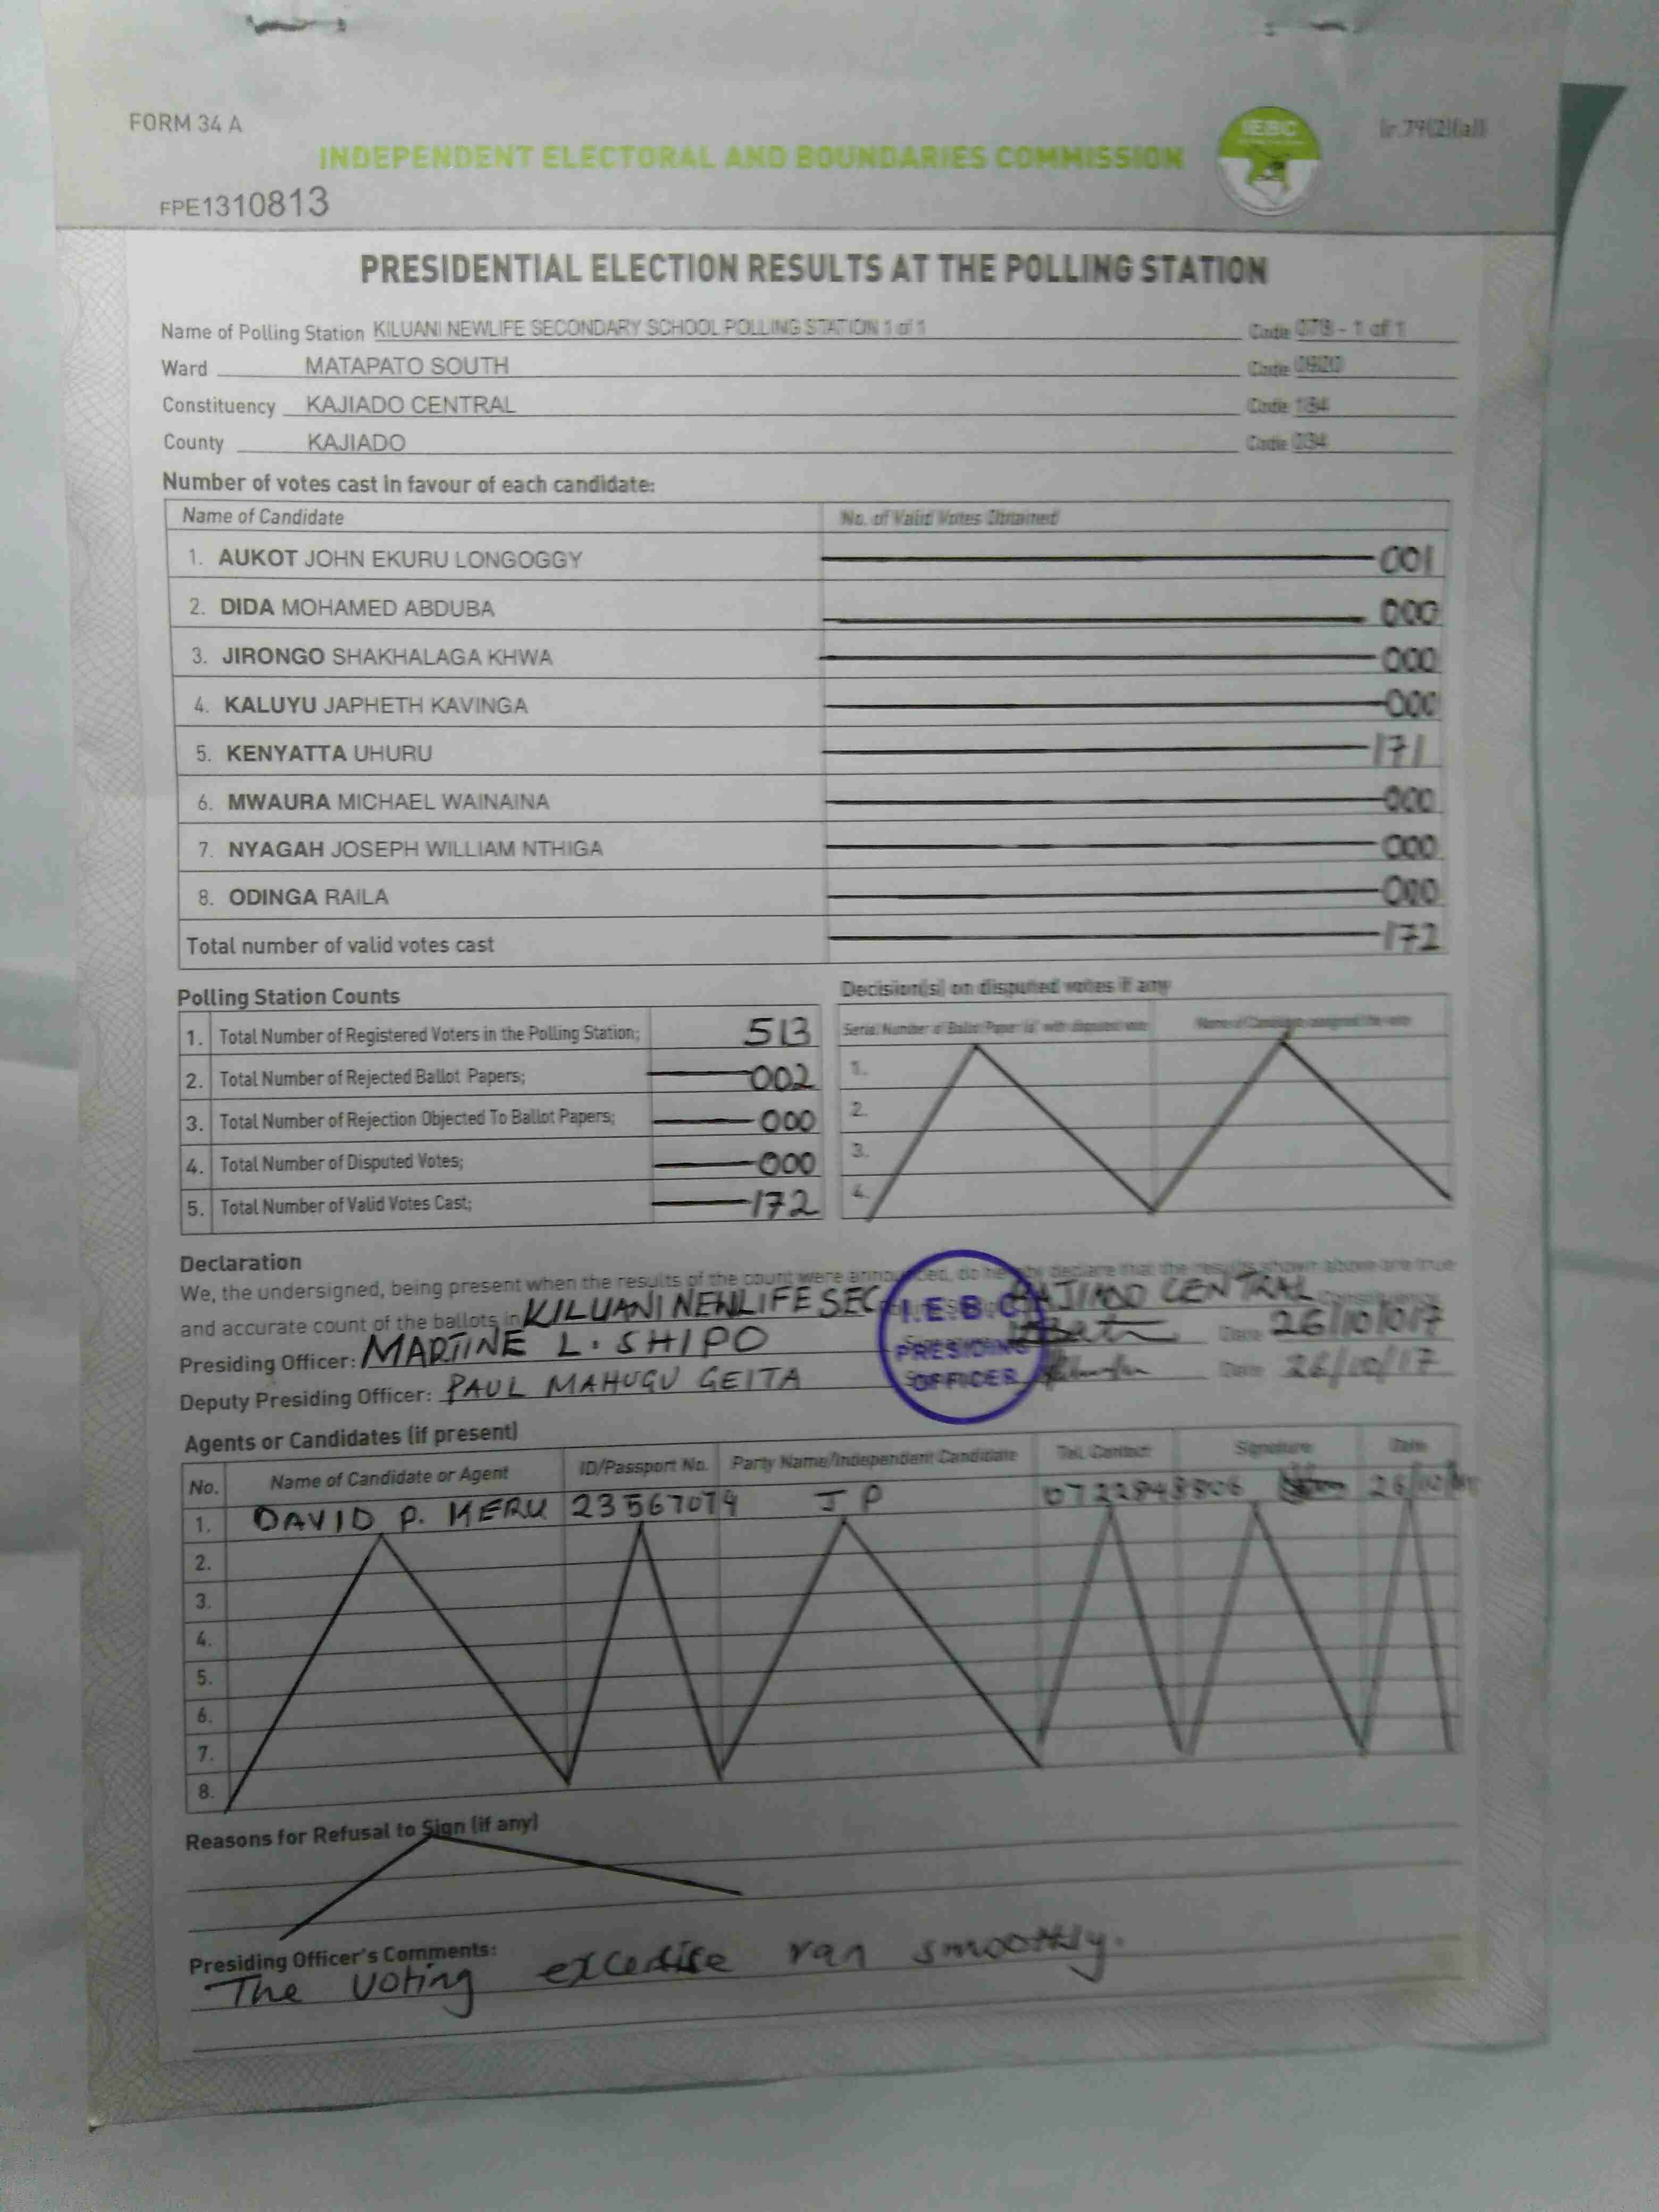 FORM 34 A
IEBC
(r.79(2)(a))
INDEPENDENT ELECTORAL AND BOUNDARIES COMMISSION
FPE1310813
PRESIDENTIAL ELECTION RESULTS AT THE POLLING STATION
Name of Polling Station KILUANI NEWLIFE SECONDARY SCHOOL POLLING STATION 1 of 1 Code 078 - 1 of 1
Ward MATAPATO SOUTH Code 0920
Constituency KAJIADO CENTRAL Code 184
County KAJIADO Code 034
Number of votes cast in favour of each candidate:
Name of Candidate No. of Valid Votes Obtained
1. AUKOT JOHN EKURU LONGOGGY 001
2. DIDA MOHAMED ABDUBA 000
3. JIRONGO SHAKHALAGA KHWA 000
4. KALUYU JAPHETH KAVINGA 000
5. KENYATTA UHURU 171
6. MWAURA MICHAEL WAINAINA 000
7. NYAGAH JOSEPH WILLIAM NTHIGA 000
8. ODINGA RAILA 000
Total number of valid votes cast 172
Polling Station Counts
1. Total Number of Registered Voters in the Polling Station; 513
2. Total Number of Rejected Ballot Papers; 002
3. Total Number of Rejection Objected To Ballot Papers; 000
4. Total Number of Disputed Votes; 000
5. Total Number of Valid Votes Cast; 172
Decision(s) on disputed votes if any
Serial Number of Ballot Paper (s) with disputed vote Name of Candidate assigned the vote
1.
2.
3.
4.
Declaration
We, the undersigned, being present when the results of the count were announced, do hereby declare that the results shown above are true
and accurate count of the ballots in KILUANI NEWLIFE SEC KAJIADO CENTRAL Constituency
Presiding Officer: MARTINE L. SHIPO Date 26/10/017
Deputy Presiding Officer: PAUL MAHUGU GEITA Date 26/10/17
I.E.B.C
PRESIDING
OFFICER
Agents or Candidates (if present)
No. Name of Candidate or Agent ID/Passport No. Party Name/Independent Candidate Tel. Contact Signature Date
1. DAVID P. KERU 23567079 JP 26/10/
2.
3.
4.
5.
6.
7.
8.
Reasons for Refusal to Sign (if any)
Presiding Officer's Comments:
The voting ran smoothly.